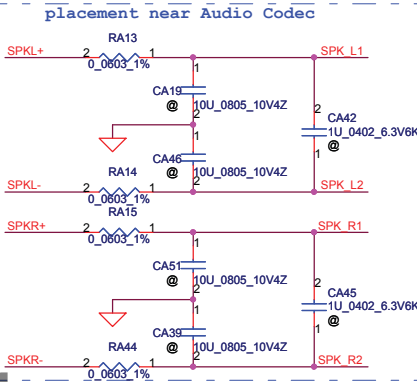 placement near Audio Codec
RA13
SPKL+ 2 1 SPK_L1
0_0603_1%
1
CA19
@ 10U_0805_10V4Z
2
2
CA42
1U_0402_6.3V6K
@
1
1
CA46
@ 10U_0805_10V4Z
2
RA14
SPKL- 2 1 SPK_L2
0_0603_1%
RA15
SPKR+ 2 1 SPK_R1
0_0603_1%
1
CA51
@ 10U_0805_10V4Z
2
2
CA45
1U_0402_6.3V6K
@
1
1
CA39
@ 10U_0805_10V4Z
2
RA44
SPKR- 2 1 SPK_R2
0_0603_1%